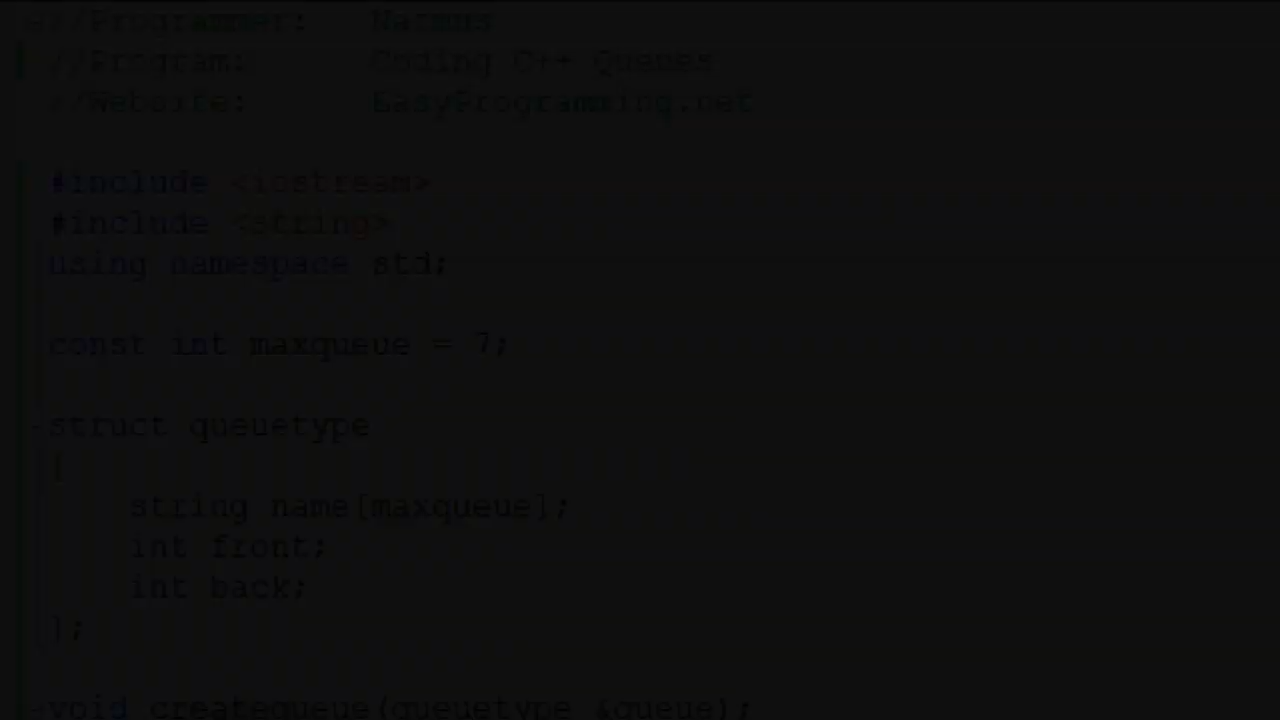 //Programmer: Narmus
//Program: Coding C++ Queues
//Website: EasyProgramming.net
#include <iostream>
#include <string>
using namespace std;
const int maxqueue = 7;
struct queuetype
{
string name[maxqueue];
int front;
int back;
};
void createqueue(queuetype &queue);